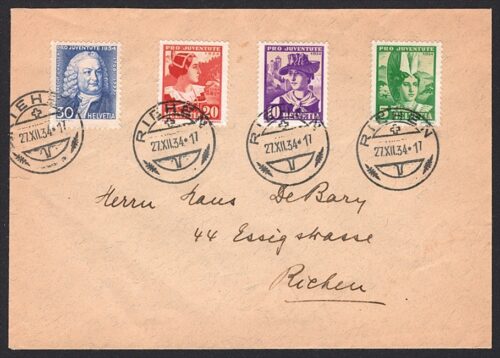 PRO JUVENTUTE 1934
30 HELVETIA
PRO JUVENTUTE
20
PRO JUVENTUTE
10 HELVETIA
PRO JUVENTUTE
5 HELVETIA
RIEHEN
27.XII.34·17
RIEHEN
27.XII.34·17
RIEHEN
27.XII.34·17
RIEHEN
27.XII.34·17
Herrn Hans De Bary
44 Essigstrasse
Riehen